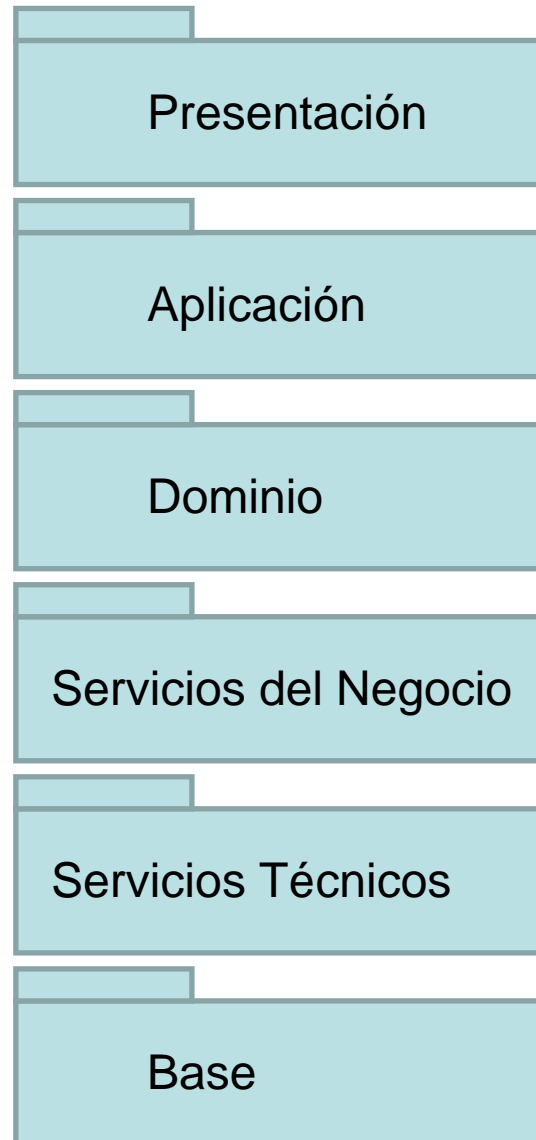 Presentación
Aplicación
Dominio
Servicios del Negocio
Servicios Técnicos
Base